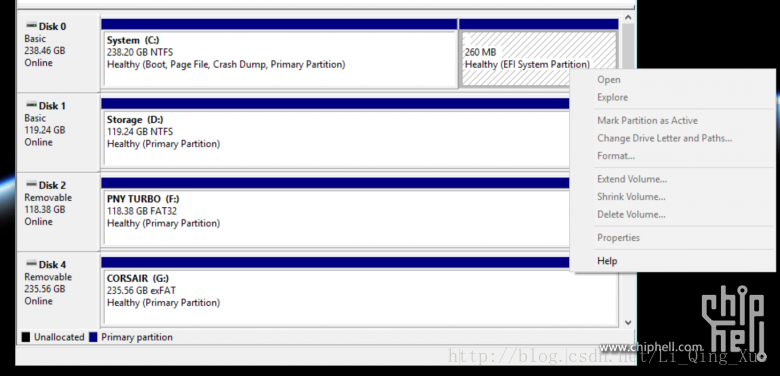 Disk 0
Basic
238.46 GB
Online
System (C:)
238.20 GB NTFS
Healthy (Boot, Page File, Crash Dump, Primary Partition)
260 MB
Healthy (EFI System Partition)
Open
Explore
Mark Partition as Active
Change Drive Letter and Paths...
Format...
Extend Volume...
Shrink Volume...
Delete Volume...
Properties
Help
Disk 1
Basic
119.24 GB
Online
Storage (D:)
119.24 GB NTFS
Healthy (Primary Partition)
Disk 2
Removable
118.38 GB
Online
PNY TURBO (F:)
118.38 GB FAT32
Healthy (Primary Partition)
Disk 4
Removable
235.56 GB
Online
CORSAIR (G:)
235.56 GB exFAT
Healthy (Primary Partition)
Unallocated
Primary partition
chip
hell
www.chiphell.com
http://blog.csdn.net/Li_Qing_Xue